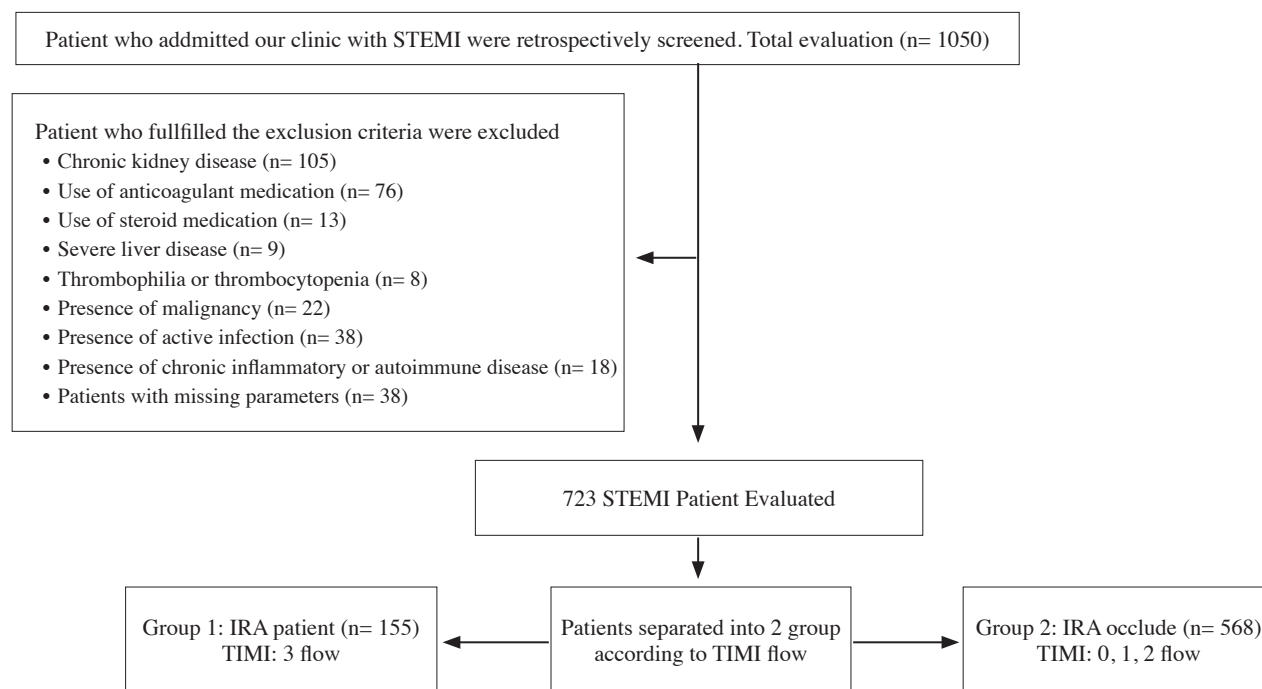 Patient who addmitted our clinic with STEMI were retrospectively screened. Total evaluation (n= 1050)
Patient who fullfilled the exclusion criteria were excluded
• Chronic kidney disease (n= 105)
• Use of anticoagulant medication (n= 76)
• Use of steroid medication (n= 13)
• Severe liver disease (n= 9)
• Thrombophilia or thrombocytopenia (n= 8)
• Presence of malignancy (n= 22)
• Presence of active infection (n= 38)
• Presence of chronic inflammatory or autoimmune disease (n= 18)
• Patients with missing parameters (n= 38)
723 STEMI Patient Evaluated
Group 1: IRA patient (n= 155)
TIMI: 3 flow
Patients separated into 2 group
according to TIMI flow
Group 2: IRA occlude (n= 568)
TIMI: 0, 1, 2 flow